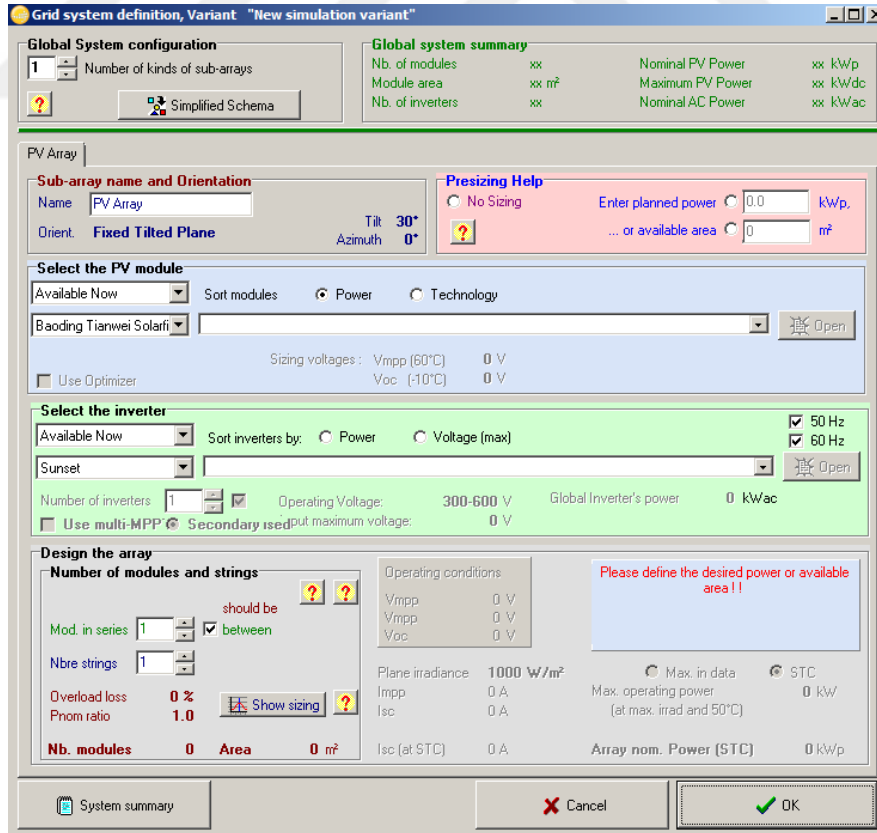 Grid system definition, Variant "New simulation variant"
Global System configuration
1 Number of kinds of sub-arrays
? Simplified Schema
Global system summary
Nb. of modules xx Nominal PV Power xx kWp
Module area xx m² Maximum PV Power xx kWdc
Nb. of inverters xx Nominal AC Power xx kWac
PV Array
Sub-array name and Orientation
Name PV Array
Orient. Fixed Tilted Plane Tilt 30°
Azimuth 0°
Presizing Help
No Sizing Enter planned power 0.0 kWp,
? ... or available area 0 m²
Select the PV module
Available Now Sort modules Power Technology
Baoding Tianwei Solarfi Open
Sizing voltages : Vmpp (60°C) 0 V
Use Optimizer Voc (-10°C) 0 V
Select the inverter
50 Hz
Available Now Sort inverters by: Power Voltage (max) 60 Hz
Sunset Open
Number of inverters 1 Operating Voltage: 300-600 V Global Inverter's power 0 kWac
Use multi-MPP Secondary ised put maximum voltage: 0 V
Design the array
Number of modules and strings
? ?
should be
Mod. in series 1 between
Nbre strings 1
Overload loss 0 %
Pnom ratio 1.0 Show sizing ?
Nb. modules 0 Area 0 m²
Operating conditions
Vmpp 0 V
Vmpp 0 V
Voc 0 V
Please define the desired power or available
area ! !
Plane irradiance 1000 W/m² Max. in data STC
Impp 0 A Max. operating power 0 kW
Isc 0 A (at max. irrad and 50°C)
Isc (at STC) 0 A Array nom. Power (STC) 0 kWp
System summary Cancel OK